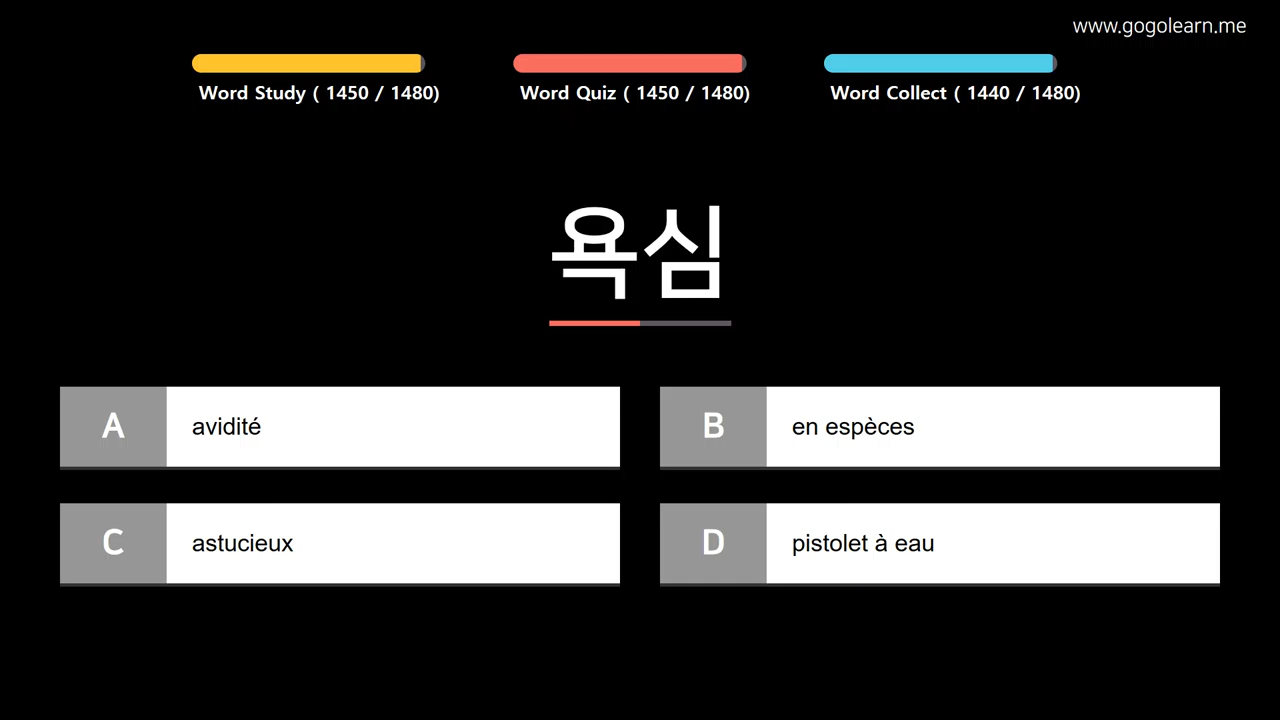 www.gogolearn.me
Word Study ( 1450 / 1480)
Word Quiz ( 1450 / 1480)
Word Collect ( 1440 / 1480)
욕심
A avidité
B en espèces
C astucieux
D pistolet à eau